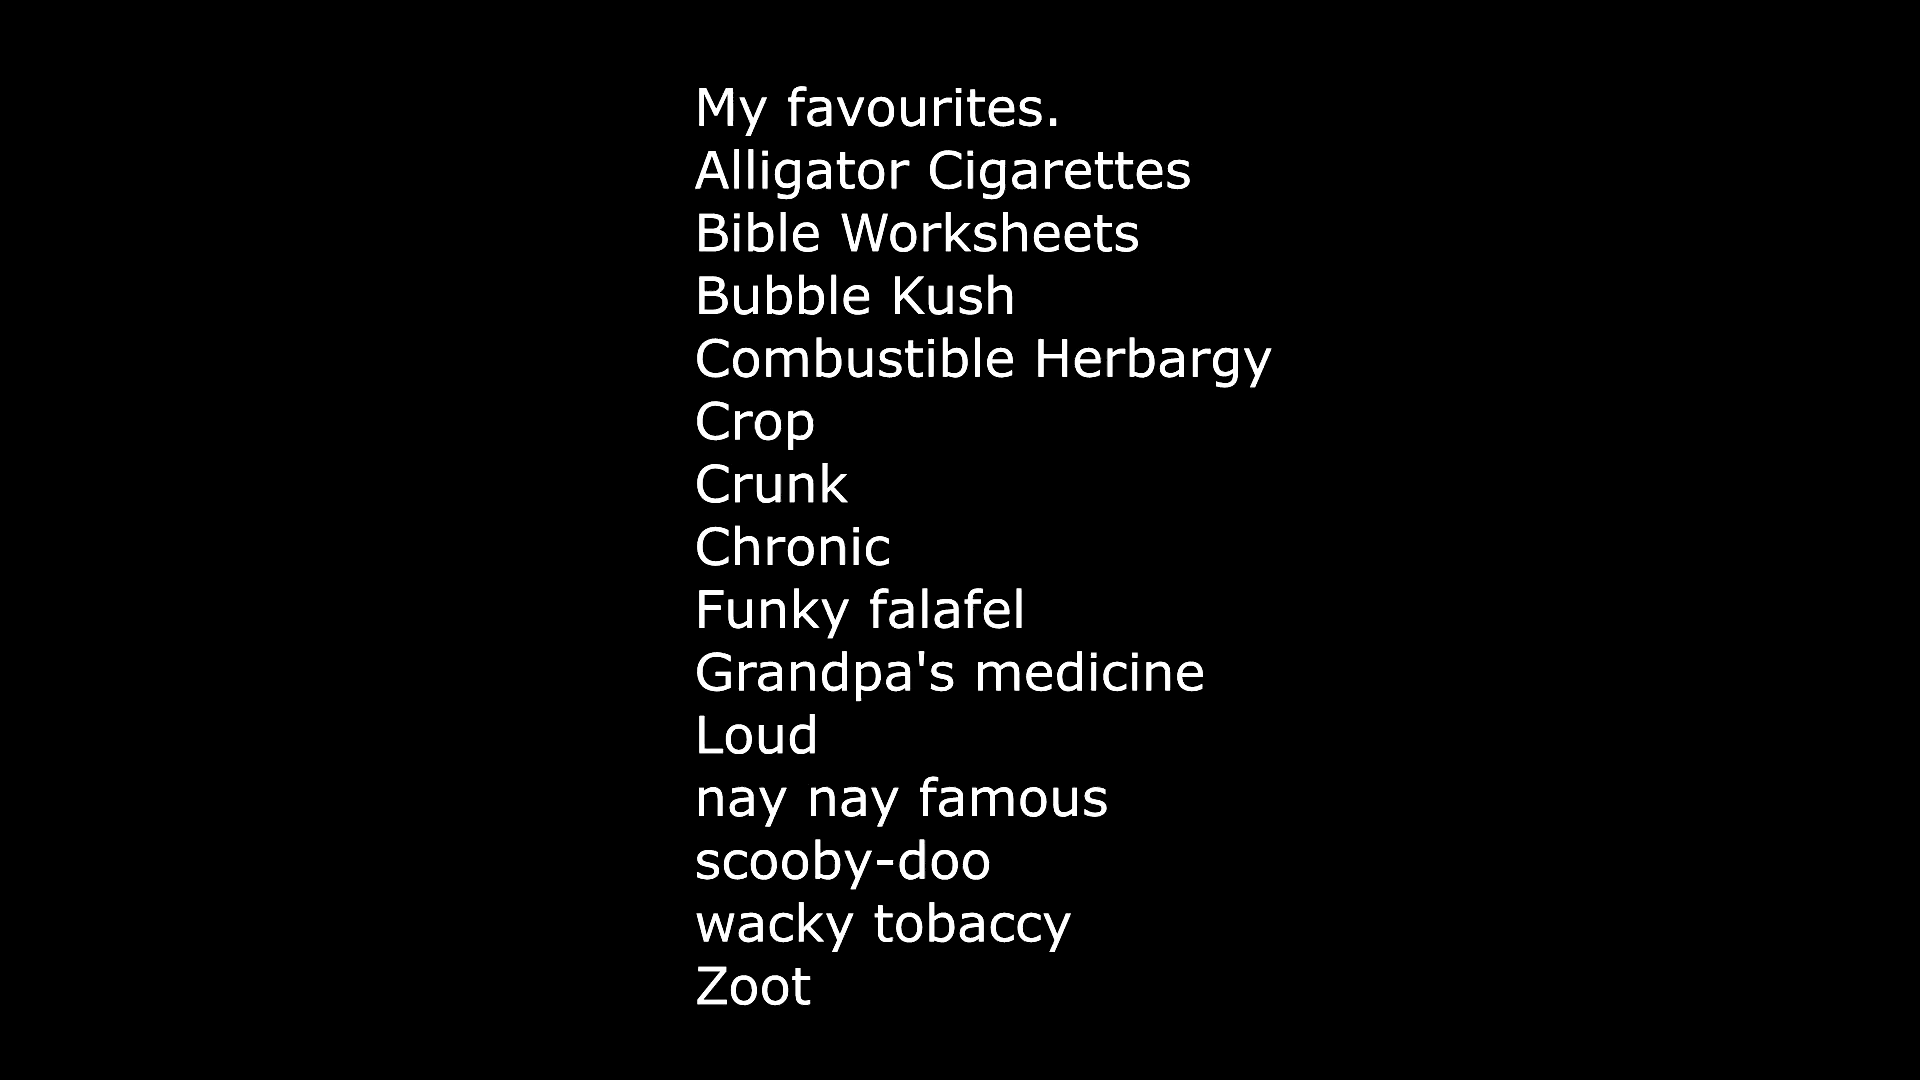 My favourites.
Alligator Cigarettes
Bible Worksheets
Bubble Kush
Combustible Herbargy
Crop
Crunk
Chronic
Funky falafel
Grandpa's medicine
Loud
nay nay famous
scooby-doo
wacky tobaccy
Zoot